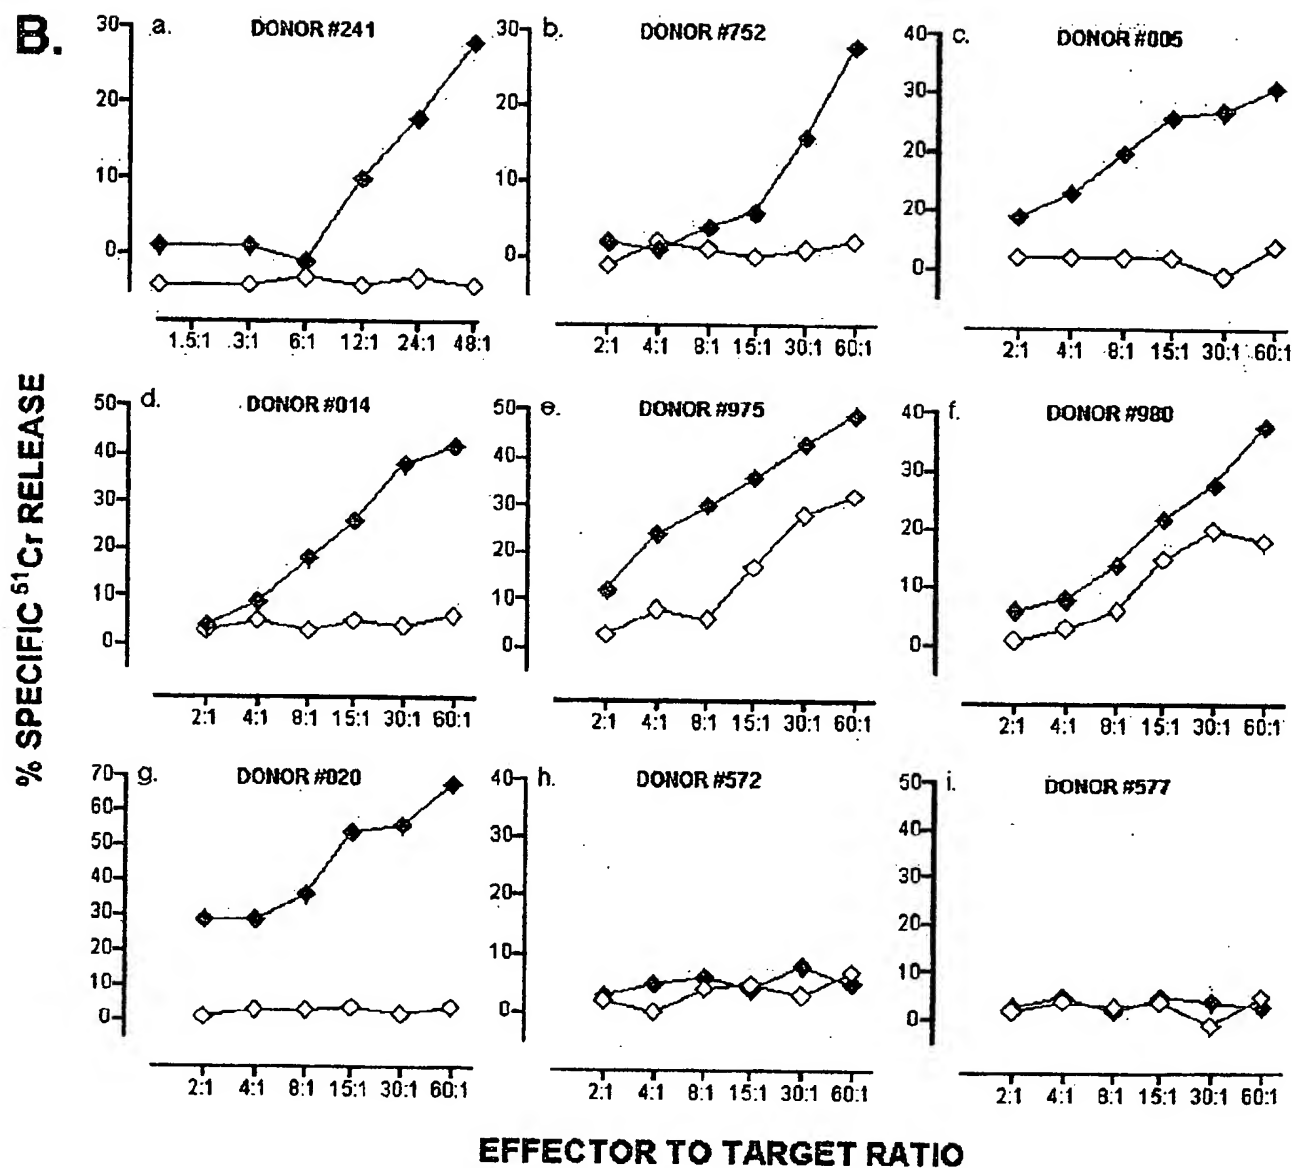 B.
a. DONOR #241
30
20
10
0
1.5:1 3:1 6:1 12:1 24:1 48:1
b. DONOR #752
30
20
10
0
2:1 4:1 8:1 15:1 30:1 60:1
c. DONOR #005
40
30
20
20
0
2:1 4:1 8:1 15:1 30:1 60:1
% SPECIFIC ⁵¹Cr RELEASE
d. DONOR #014
50
40
30
20
10
0
2:1 4:1 8:1 15:1 30:1 60:1
e. DONOR #975
50
40
30
20
10
0
2:1 4:1 8:1 15:1 30:1 60:1
f. DONOR #980
40
30
20
10
0
2:1 4:1 8:1 15:1 30:1 60:1
g. DONOR #020
70
60
50
40
30
20
10
0
2:1 4:1 8:1 15:1 30:1 60:1
h. DONOR #572
40
30
20
10
0
2:1 4:1 8:1 15:1 30:1 60:1
i. DONOR #577
50
40
30
20
10
0
2:1 4:1 8:1 15:1 30:1 60:1
EFFECTOR TO TARGET RATIO